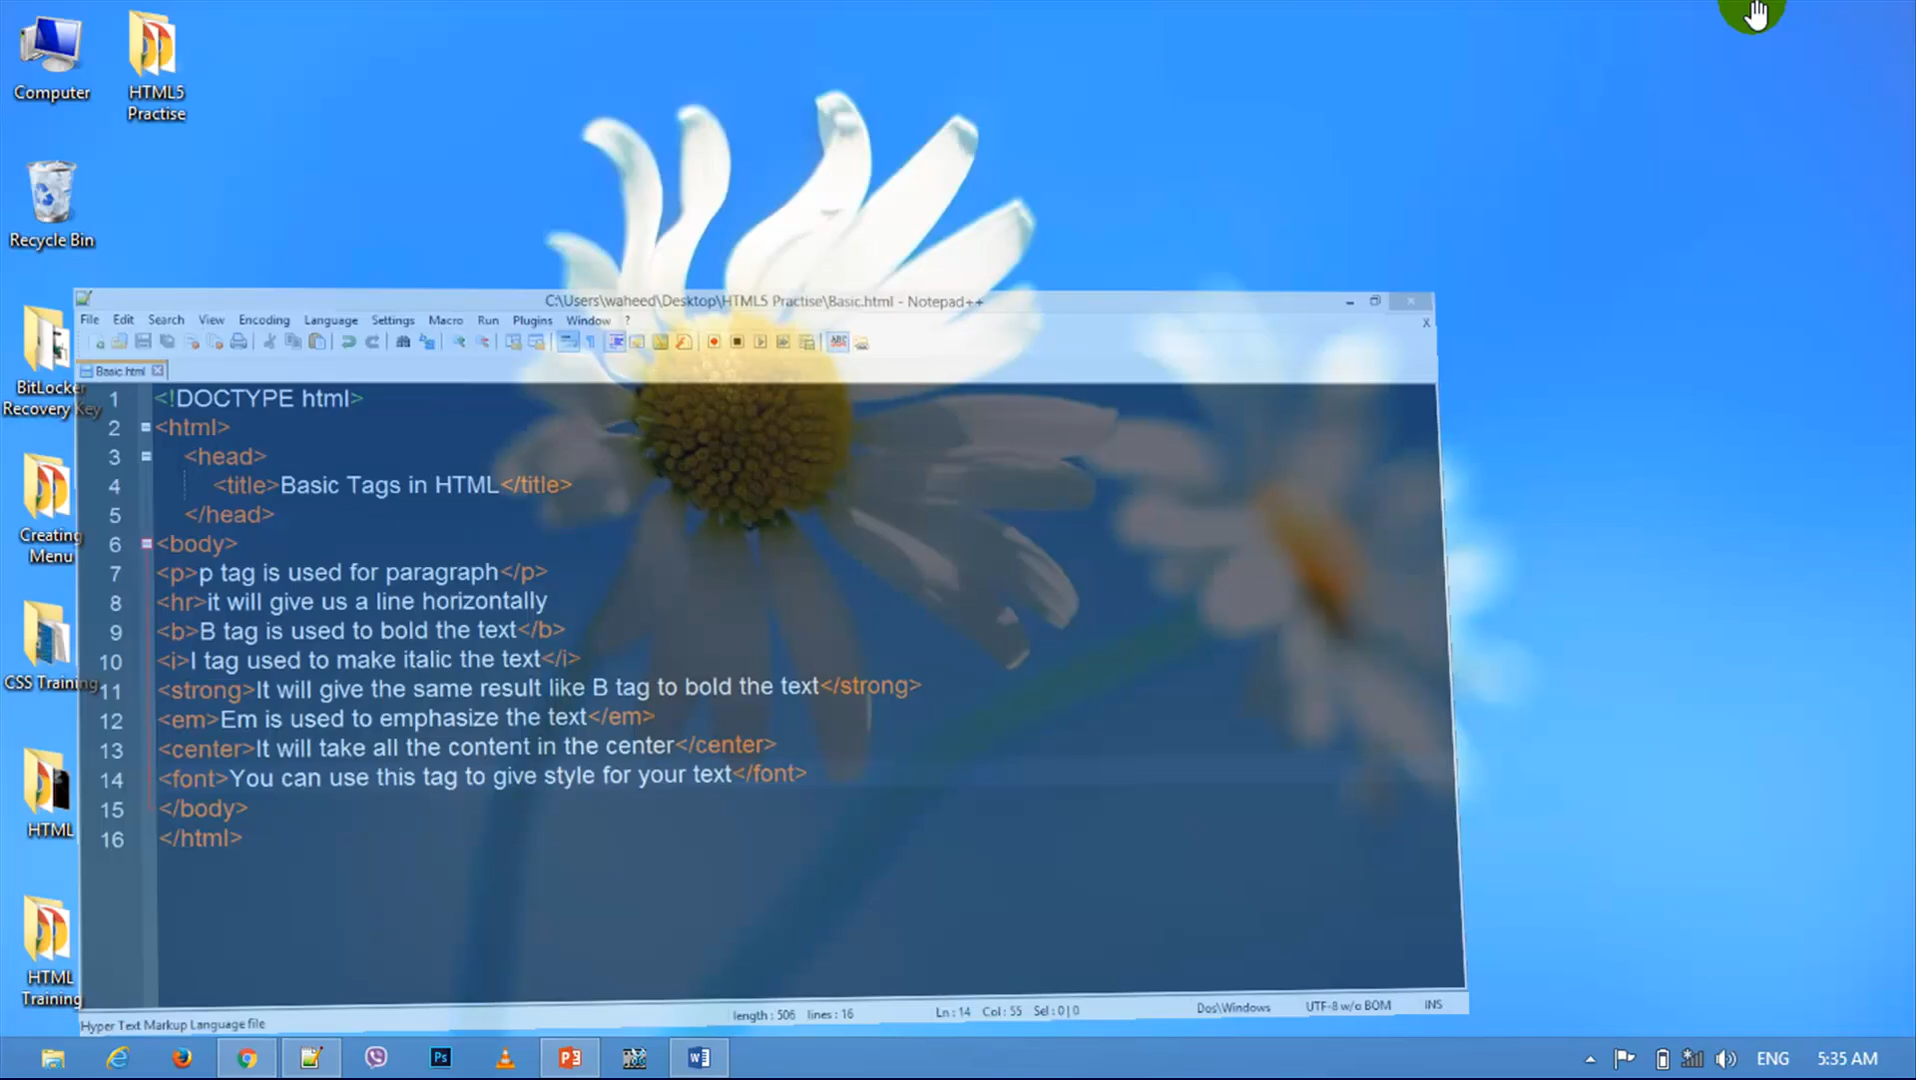 Computer
HTML5
Practise
Recycle Bin
BitLocker
Recovery Key
Creating
Menu
CSS Training
HTML
HTML
Training
C:\Users\waheed\Desktop\HTML5 Practise\Basic.html - Notepad++
File Edit Search View Encoding Language Settings Macro Run Plugins Window ?
X
ABC
Basic.html
1 <!DOCTYPE html>
2 <html>
3 <head>
4 <title>Basic Tags in HTML</title>
5 </head>
6 <body>
7 <p>p tag is used for paragraph</p>
8 <hr>it will give us a line horizontally
9 <b>B tag is used to bold the text</b>
10 <i>I tag used to make italic the text</i>
11 <strong>It will give the same result like B tag to bold the text</strong>
12 <em>Em is used to emphasize the text</em>
13 <center>It will take all the content in the center</center>
14 <font>You can use this tag to give style for your text</font>
15 </body>
16 </html>
Hyper Text Markup Language file length : 506 lines : 16 Ln : 14 Col : 55 Sel : 0 | 0 Dos\Windows UTF-8 w/o BOM INS
Ps
P
W
ENG
5:35 AM